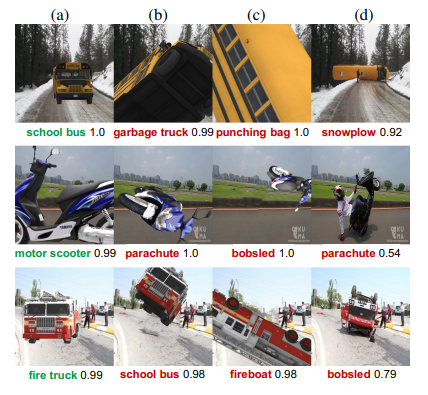 (a) (b) (c) (d)
school bus 1.0 garbage truck 0.99 punching bag 1.0 snowplow 0.92
motor scooter 0.99 parachute 1.0 bobsled 1.0 parachute 0.54
fire truck 0.99 school bus 0.98 fireboat 0.98 bobsled 0.79